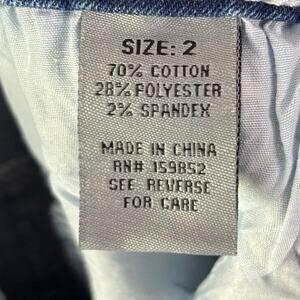 SIZE: 2
70% COTTON
28% POLYESTER
2% SPANDEX
MADE IN CHINA
RN# 159852
SEE REVERSE
FOR CARE